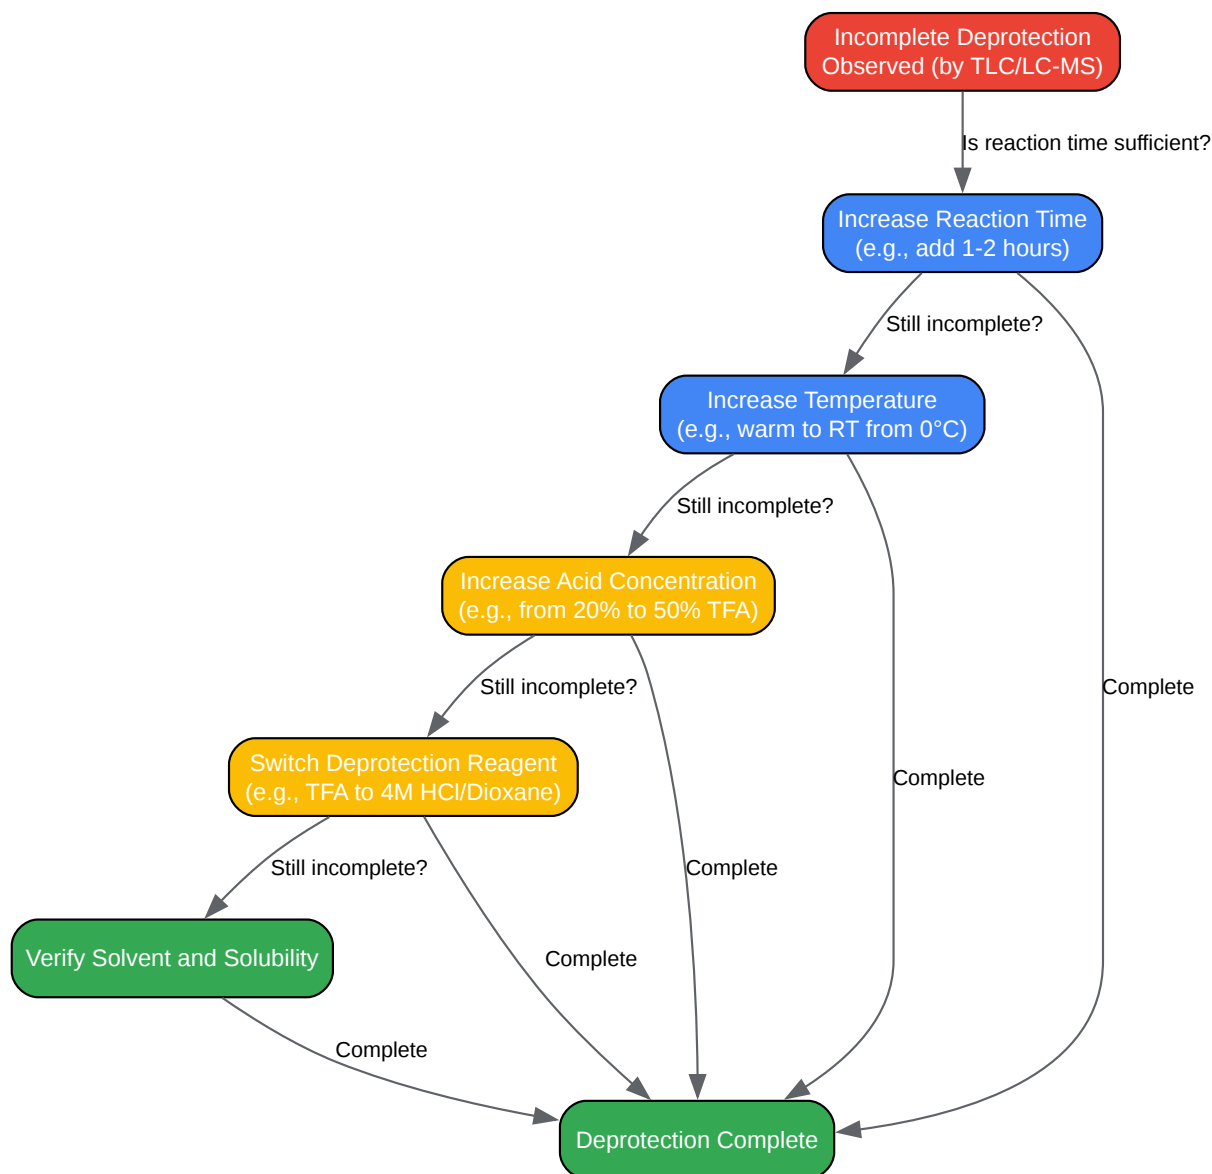 Incomplete Deprotection
Observed (by TLC/LC-MS)
Is reaction time sufficient?
Increase Reaction Time
(e.g., add 1-2 hours)
Still incomplete?
Increase Temperature
(e.g., warm to RT from 0°C)
Still incomplete?
Increase Acid Concentration
(e.g., from 20% to 50% TFA)
Still incomplete?
Complete
Switch Deprotection Reagent
(e.g., TFA to 4M HCl/Dioxane)
Complete
Still incomplete?
Complete
Verify Solvent and Solubility
Complete
Complete
Deprotection Complete